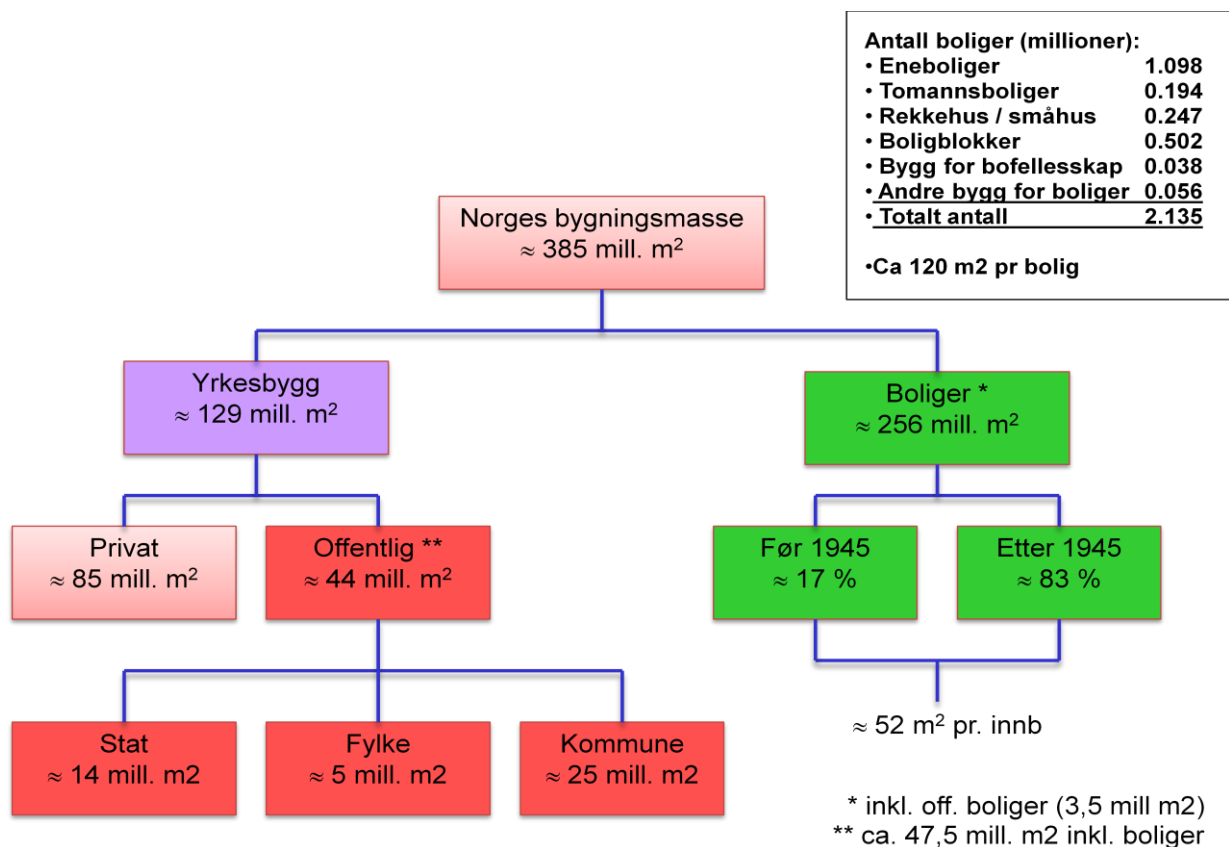 Antall boliger (millioner):
• Eneboliger 1.098
• Tomannsboliger 0.194
• Rekkehus / småhus 0.247
• Boligblokker 0.502
• Bygg for bofellesskap 0.038
• Andre bygg for boliger 0.056
• Totalt antall 2.135
•Ca 120 m2 pr bolig
Norges bygningsmasse
≈ 385 mill. m²
Yrkesbygg
≈ 129 mill. m²
Boliger *
≈ 256 mill. m²
Privat
≈ 85 mill. m²
Offentlig **
≈ 44 mill. m²
Før 1945
≈ 17 %
Etter 1945
≈ 83 %
Stat
≈ 14 mill. m2
Fylke
≈ 5 mill. m2
Kommune
≈ 25 mill. m2
≈ 52 m² pr. innb
* inkl. off. boliger (3,5 mill m2)
** ca. 47,5 mill. m2 inkl. boliger